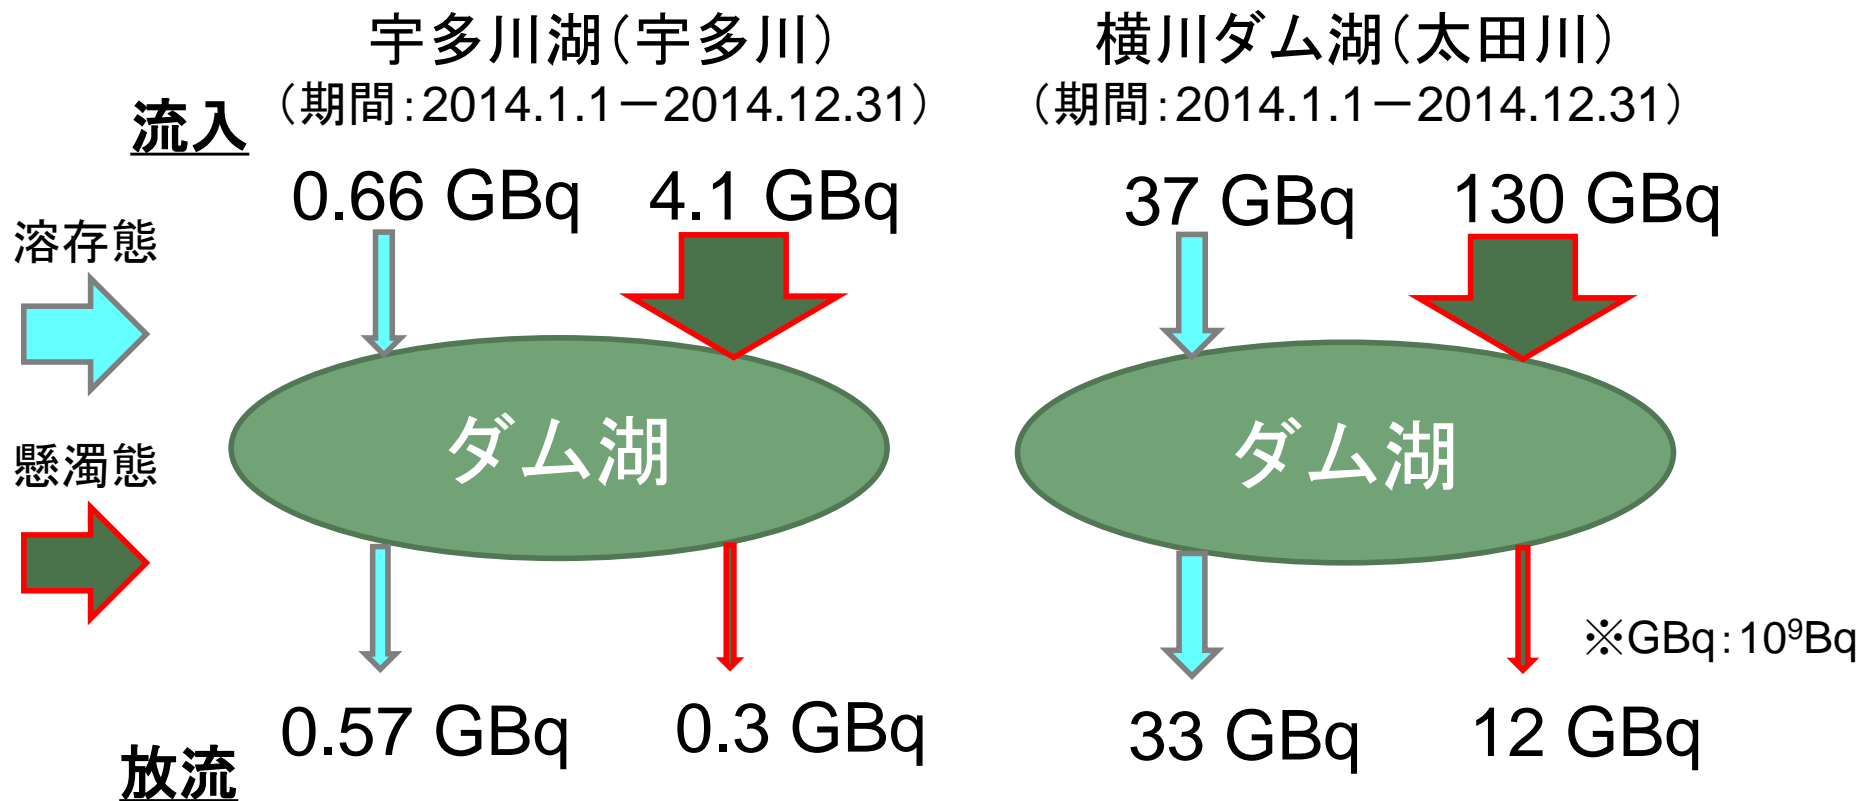 宇多川湖（宇多川）
（期間：2014.1.1－2014.12.31）
横川ダム湖（太田川）
（期間：2014.1.1－2014.12.31）
流入
0.66 GBq
4.1 GBq
37 GBq
130 GBq
溶存態
懸濁態
ダム湖
ダム湖
※GBq：10⁹Bq
0.57 GBq
0.3 GBq
33 GBq
12 GBq
放流